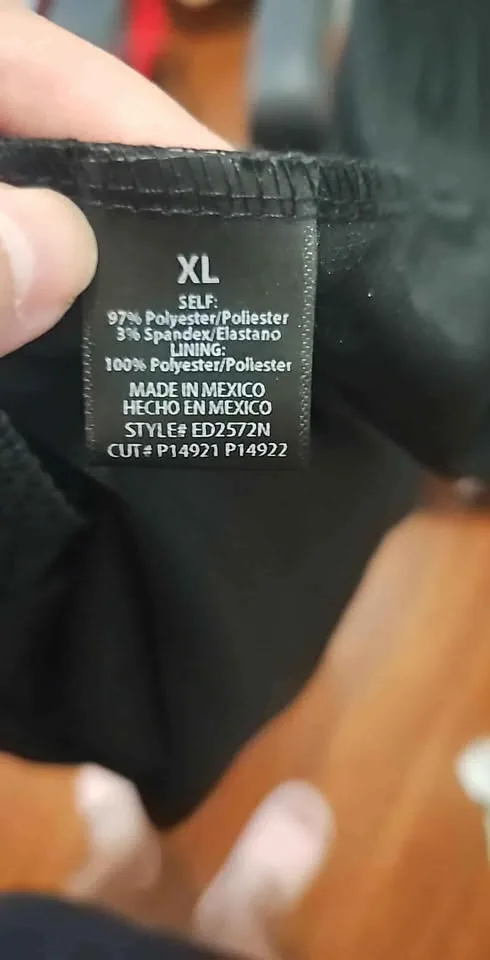 XL
SELF:
97% Polyester/Poliester
3% Spandex/Elastano
LINING:
100% Polyester/Poliester
MADE IN MEXICO
HECHO EN MEXICO
STYLE# ED2572N
CUT# P14921 P14922